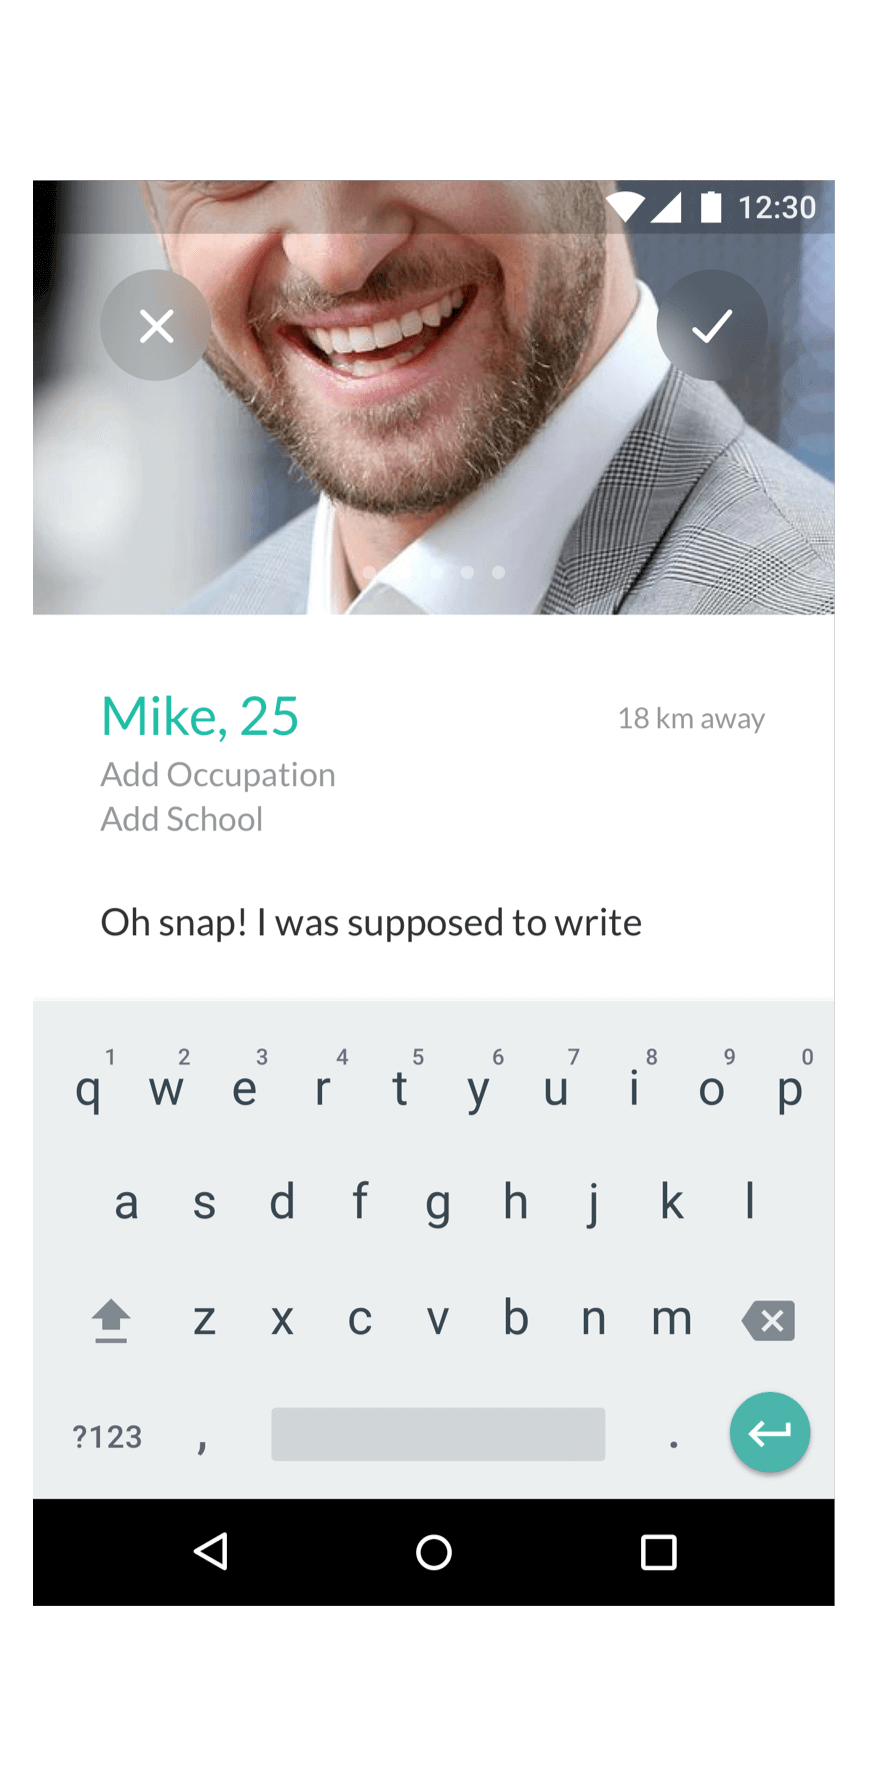 12:30
Mike, 25
18 km away
Add Occupation
Add School
Oh snap! I was supposed to write
1 2 3 4 5 6 7 8 9 0
q w e r t y u i o p
a s d f g h j k l
z x c v b n m
?123 , .